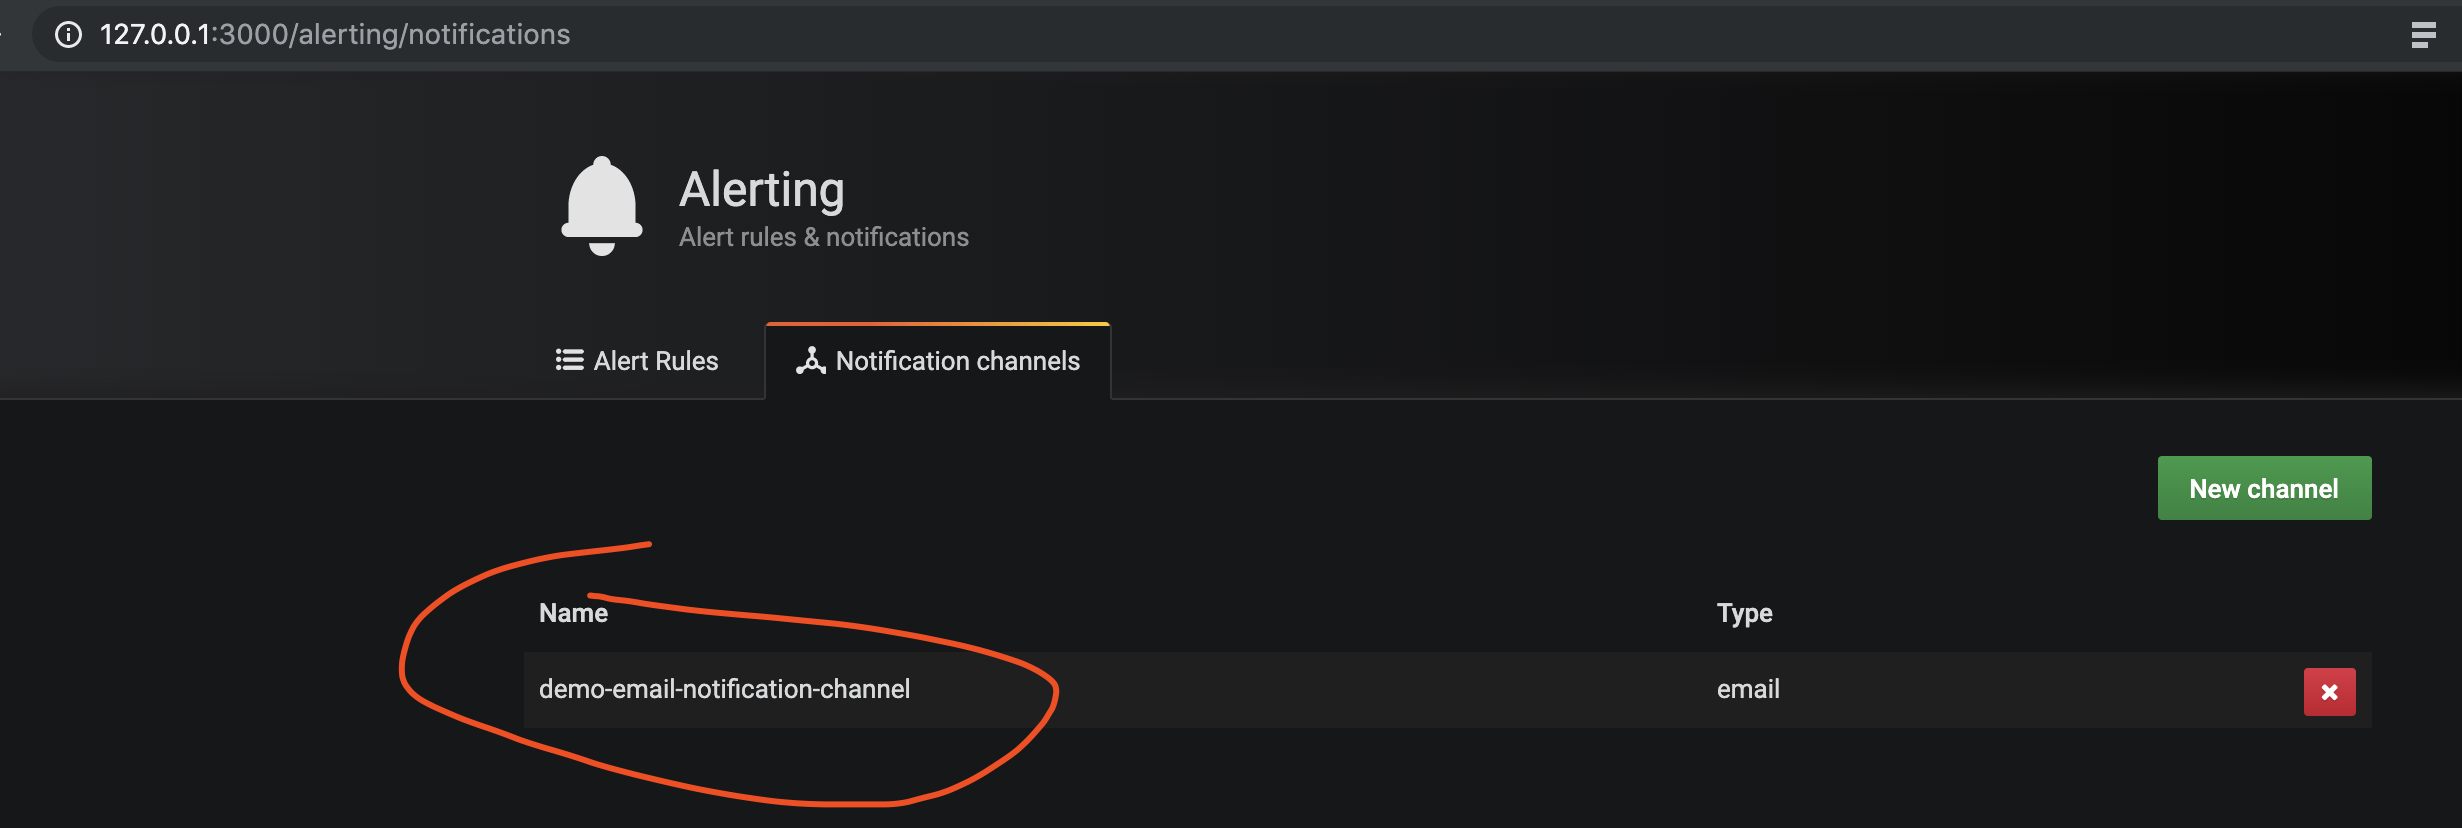 127.0.0.1:3000/alerting/notifications
Alerting
Alert rules & notifications
Alert Rules Notification channels
New channel
Name Type
demo-email-notification-channel email